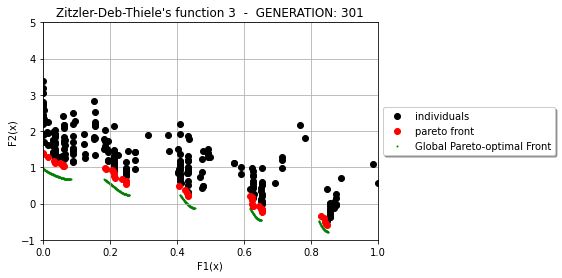 Zitzler-Deb-Thiele's function 3 - GENERATION: 301
5
4
3
2
1
0
−1
F2(x)
0.0 0.2 0.4 0.6 0.8 1.0
F1(x)
individuals
pareto front
Global Pareto-optimal Front